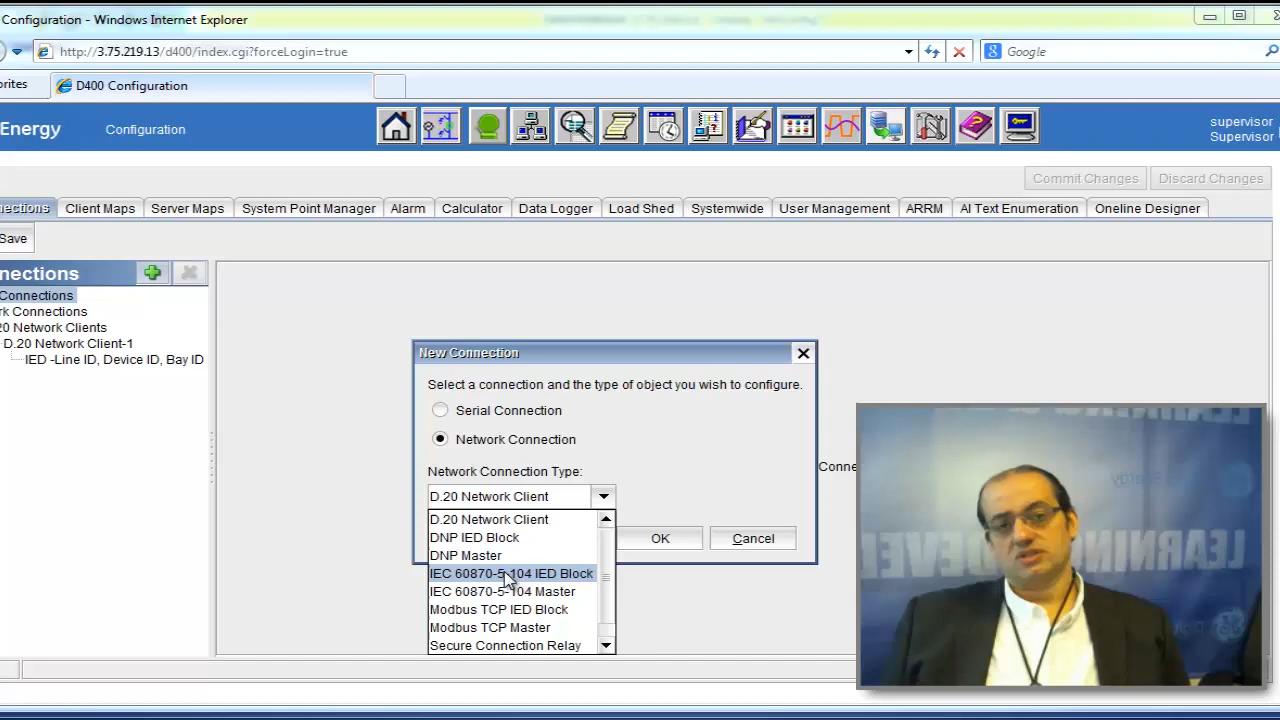 Configuration - Windows Internet Explorer
http://3.75.219.13/d400/index.cgi?forceLogin=true
Google
orites
D400 Configuration
Energy
Configuration
supervisor
Supervisor
Commit Changes
Discard Changes
nections
Client Maps
Server Maps
System Point Manager
Alarm
Calculator
Data Logger
Load Shed
Systemwide
User Management
ARRM
AI Text Enumeration
Oneline Designer
Save
nnections
Connections
rk Connections
.20 Network Clients
D.20 Network Client-1
IED -Line ID, Device ID, Bay ID
New Connection
Select a connection and the type of object you wish to configure.
Serial Connection
Network Connection
Network Connection Type:
D.20 Network Client
D.20 Network Client
DNP IED Block
DNP Master
IEC 60870-5-104 IED Block
IEC 60870-5-104 Master
Modbus TCP IED Block
Modbus TCP Master
Secure Connection Relay
OK
Cancel
Conne